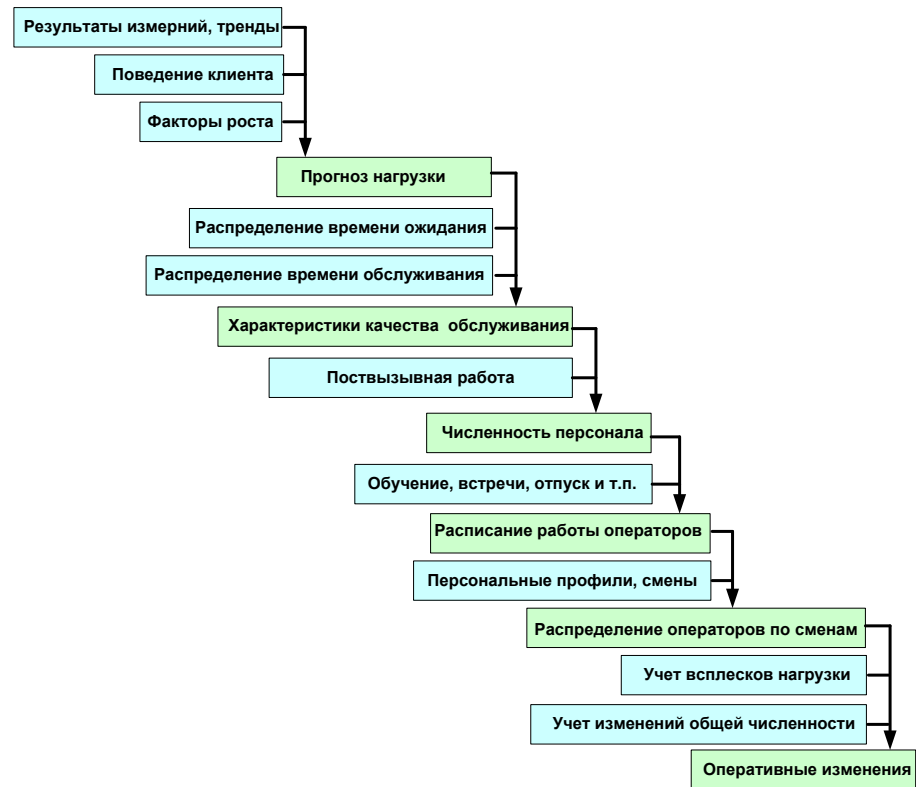 Результаты измерний, тренды
Поведение клиента
Факторы роста
Прогноз нагрузки
Распределение времени ожидания
Распределение времени обслуживания
Характеристики качества обслуживания
Поствызывная работа
Численность персонала
Обучение, встречи, отпуск и т.п.
Расписание работы операторов
Персональные профили, смены
Распределение операторов по сменам
Учет всплесков нагрузки
Учет изменений общей численности
Оперативные изменения